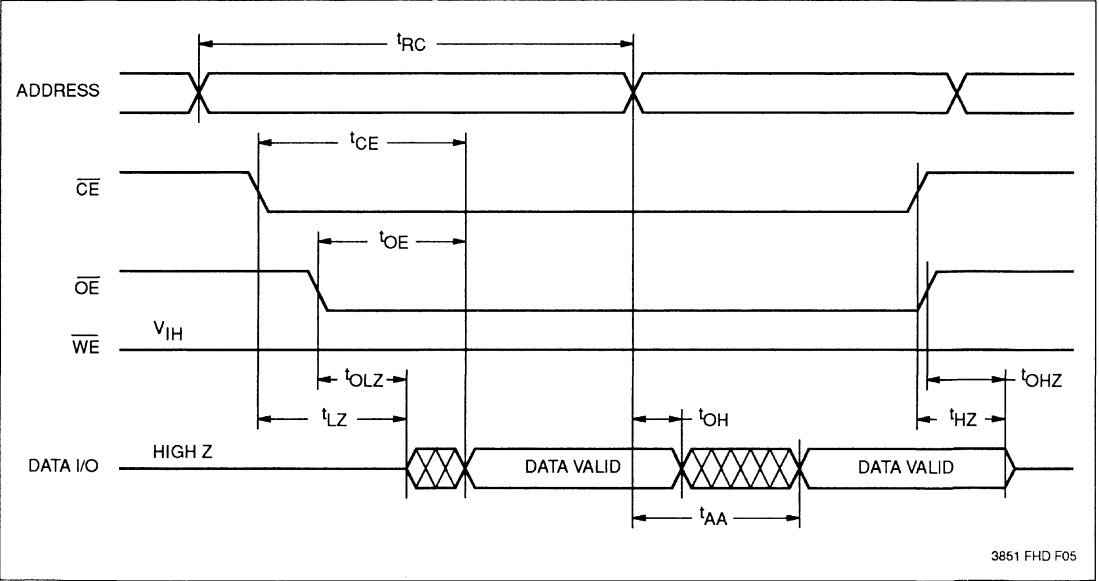 tRC
ADDRESS
tCE
CE
tOE
OE
VIH
WE
tOLZ
tOHZ
tLZ
tOH
tHZ
HIGH Z
DATA I/O
DATA VALID
DATA VALID
tAA
3851 FHD F05